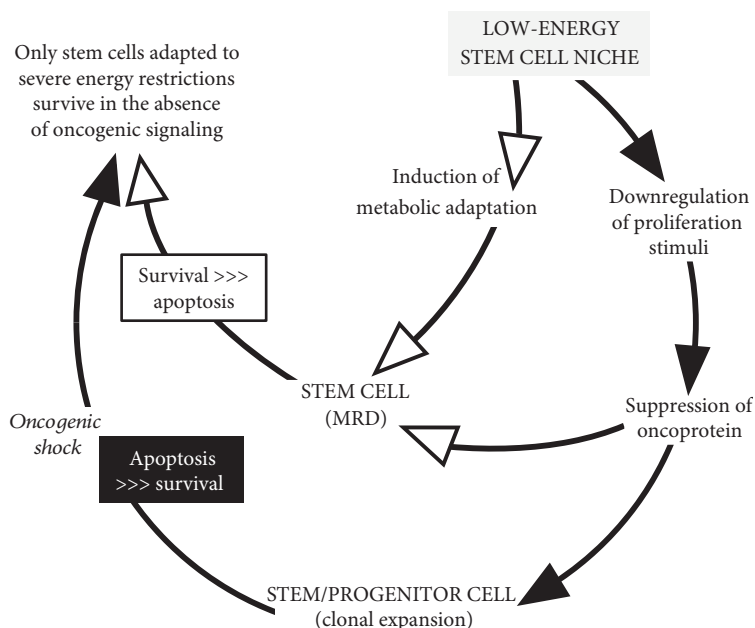 Only stem cells adapted to
severe energy restrictions
survive in the absence
of oncogenic signaling
LOW-ENERGY
STEM CELL NICHE
Induction of
metabolic adaptation
Downregulation
of proliferation
stimuli
Survival >>>
apoptosis
STEM CELL
(MRD)
Suppression of
oncoprotein
Oncogenic
shock
Apoptosis
>>> survival
STEM/PROGENITOR CELL
(clonal expansion)